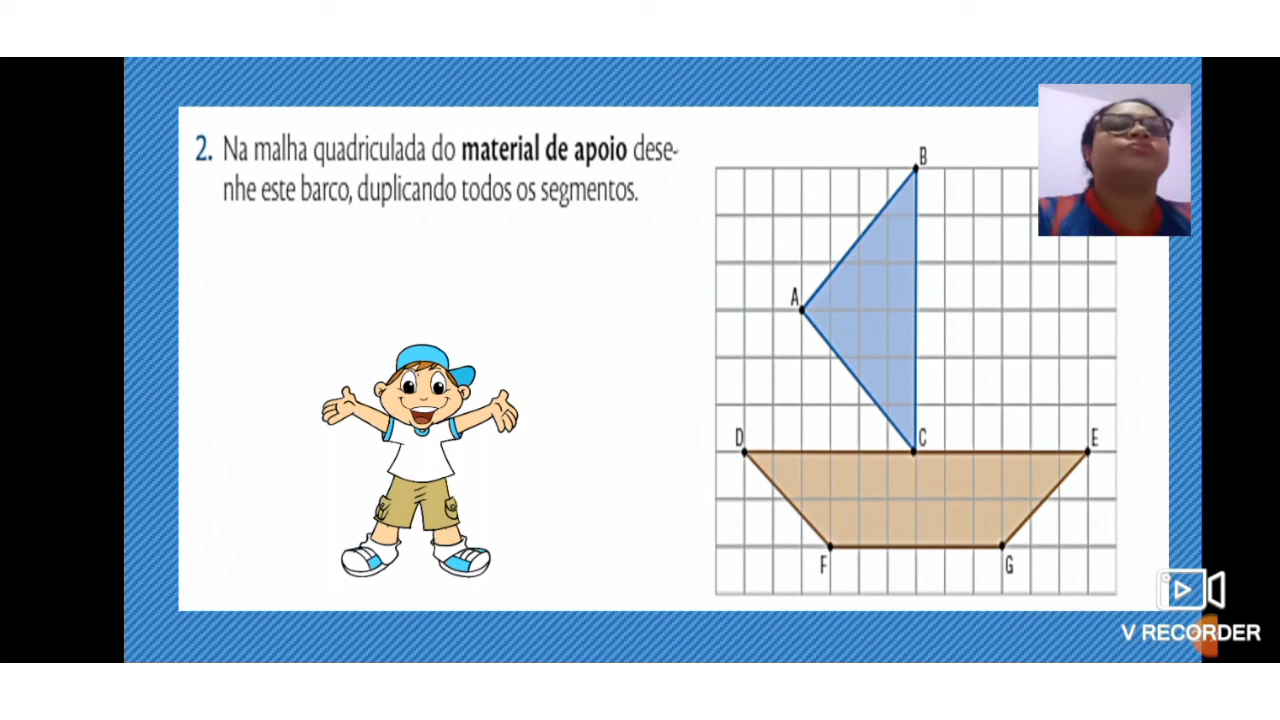 2. Na malha quadriculada do material de apoio dese-
nhe este barco, duplicando todos os segmentos.
B
A
D
C
E
F
G
V RECORDER